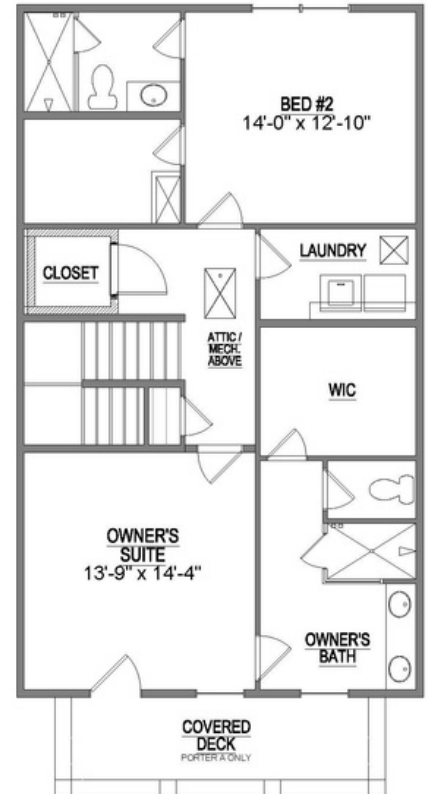 BED #2
14'-0" x 12'-10"
LAUNDRY
CLOSET
ATTIC /
MECH.
ABOVE
WIC
OWNER'S
SUITE
13'-9" x 14'-4"
OWNER'S
BATH
COVERED
DECK
PORTER A ONLY